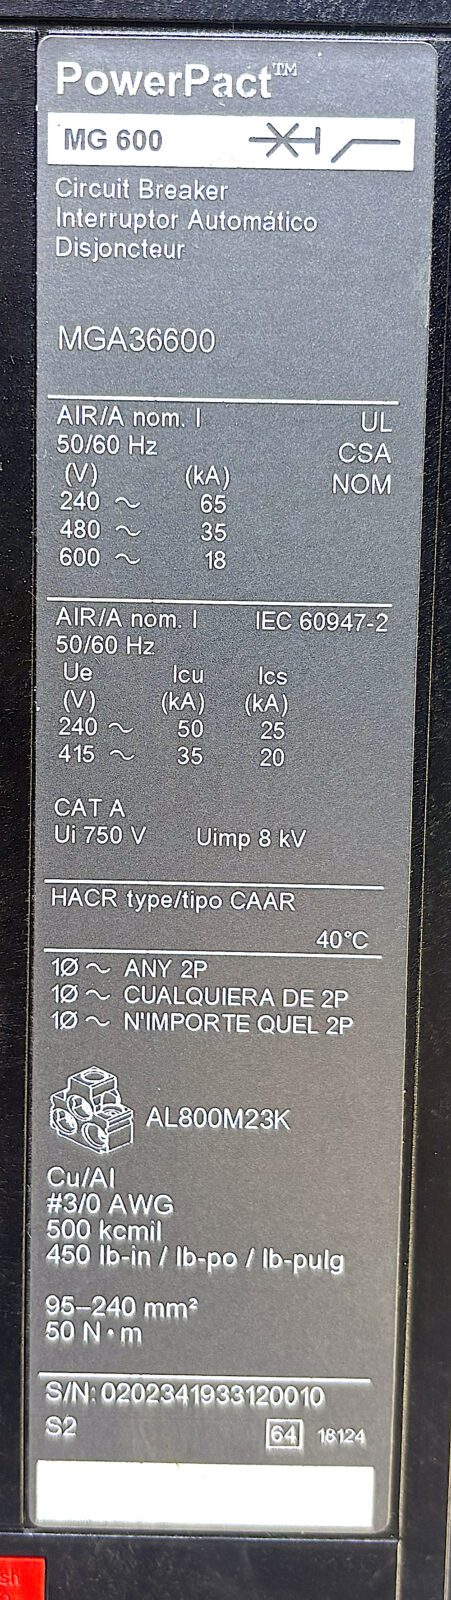 PowerPact™
MG 600
Circuit Breaker
Interruptor Automático
Disjoncteur
MGA36600
AIR/A nom. I UL
50/60 Hz CSA
(V) (kA) NOM
240 ~ 65
480 ~ 35
600 ~ 18
AIR/A nom. I IEC 60947-2
50/60 Hz
Ue Icu Ics
(V) (kA) (kA)
240 ~ 50 25
415 ~ 35 20
CAT A
Ui 750 V Uimp 8 kV
HACR type/tipo CAAR
40°C
1Ø ~ ANY 2P
1Ø ~ CUALQUIERA DE 2P
1Ø ~ N'IMPORTE QUEL 2P
AL800M23K
Cu/Al
#3/0 AWG
500 kcmil
450 lb-in / lb-po / lb-pulg
95–240 mm²
50 N·m
S/N: 0202341933120010
S2 64 18124